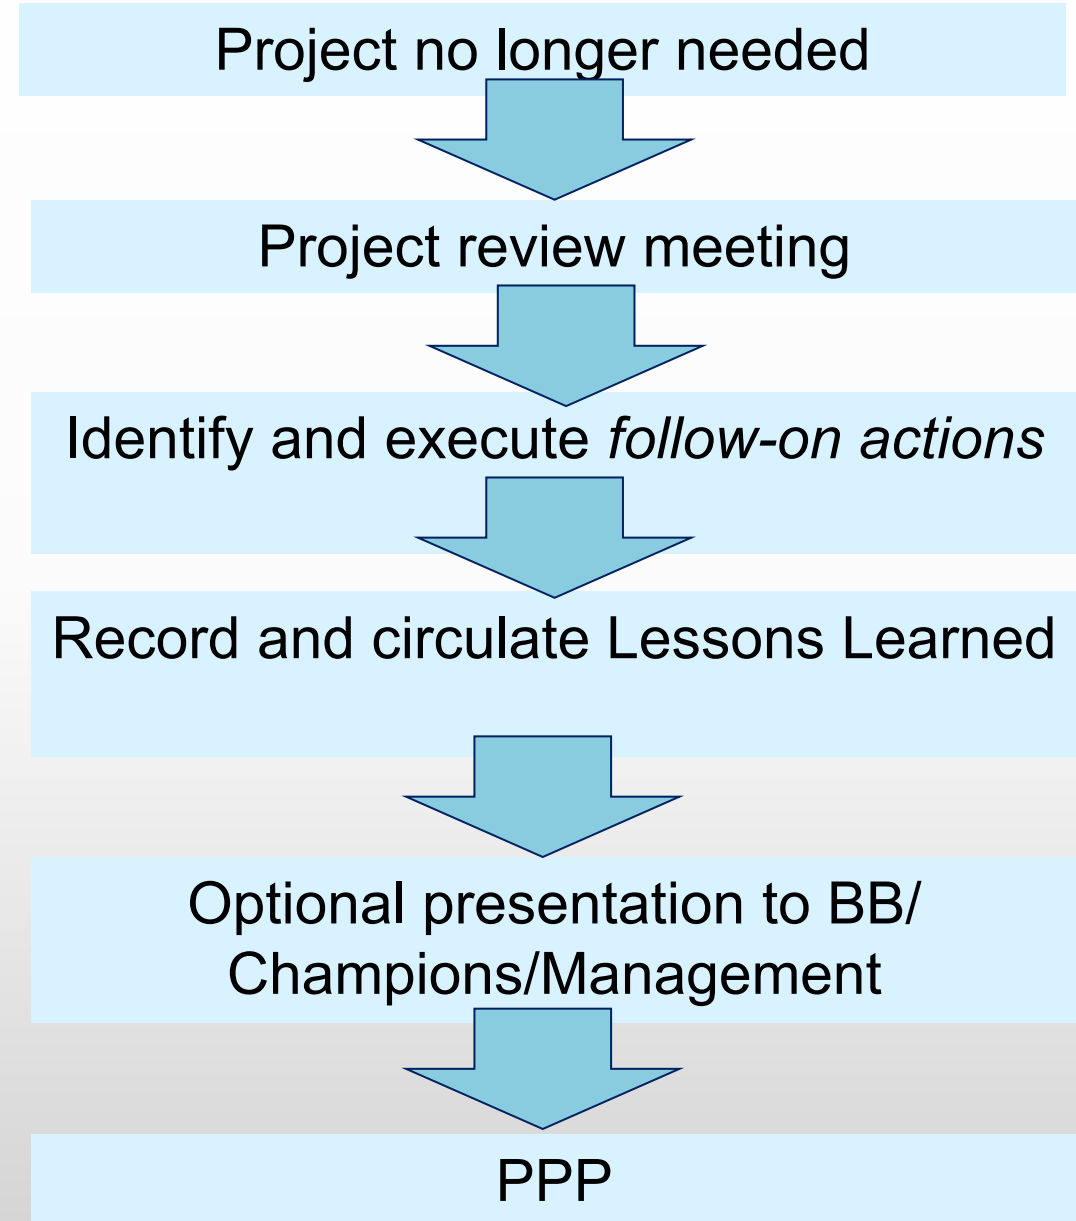 Project no longer needed
Project review meeting
Identify and execute follow-on actions
Record and circulate Lessons Learned
Optional presentation to BB/
Champions/Management
PPP